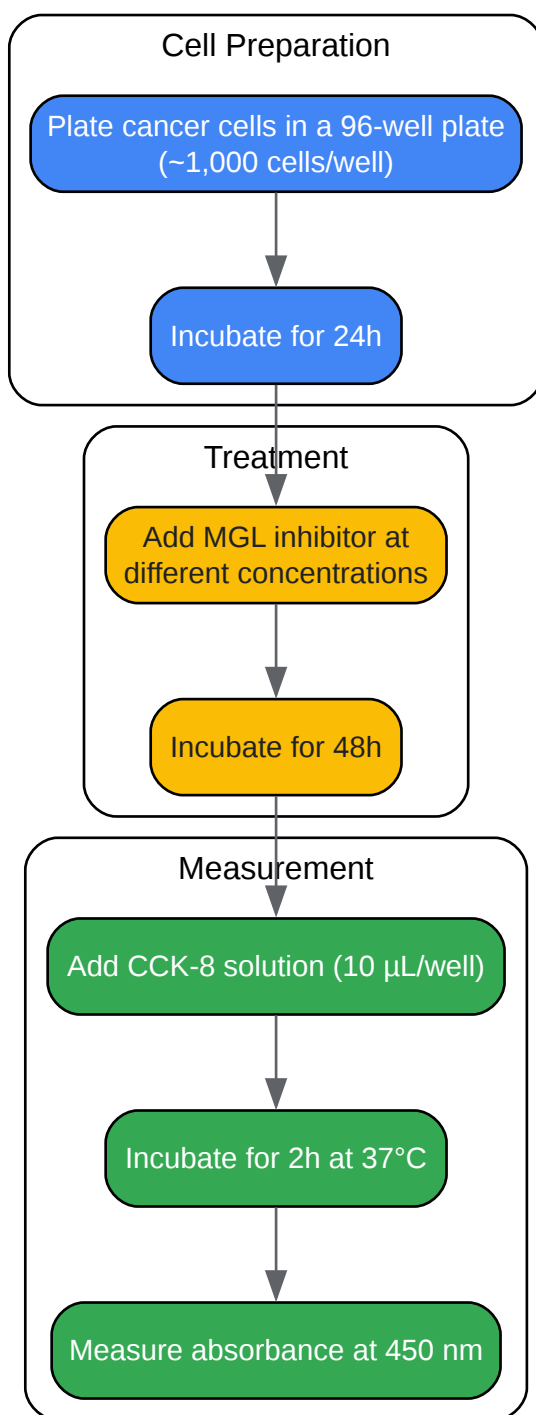 Cell Preparation
Plate cancer cells in a 96-well plate
(~1,000 cells/well)
Incubate for 24h
Treatment
Add MGL inhibitor at
different concentrations
Incubate for 48h
Measurement
Add CCK-8 solution (10 µL/well)
Incubate for 2h at 37°C
Measure absorbance at 450 nm